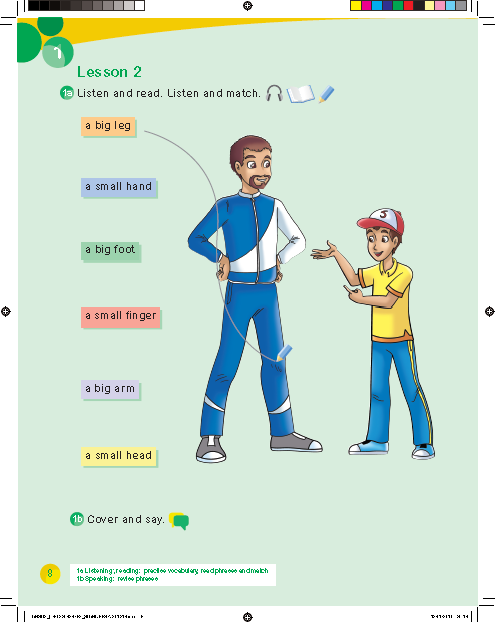 1
Lesson 2
1a Listen and read. Listen and match.
a big leg
a small hand
S
a big foot
a small finger
a big arm
a small head
1b Cover and say.
8
1a Listening, reading: practise vocabulary, read phrases and match
1b Speaking: revise phrases